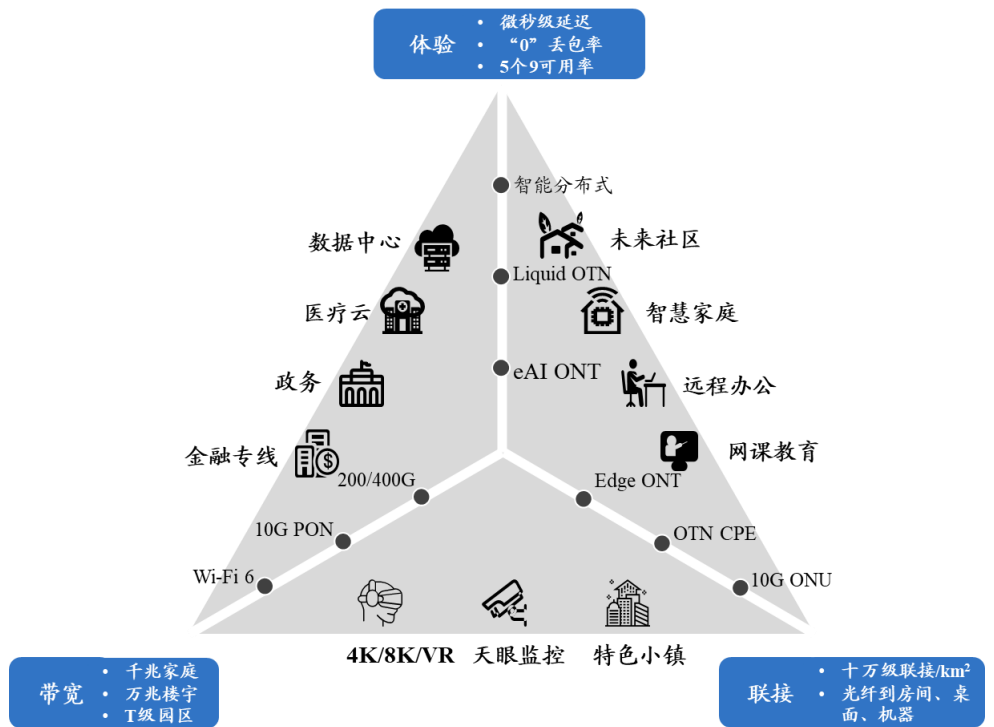 体验
• 微秒级延迟
• “0”丢包率
• 5个9可用率
智能分布式
数据中心
未来社区
Liquid OTN
医疗云
智慧家庭
eAI ONT
政务
远程办公
金融专线
网课教育
200/400G
Edge ONT
10G PON
OTN CPE
Wi-Fi 6
10G ONU
4K/8K/VR
天眼监控
特色小镇
带宽
• 千兆家庭
• 万兆楼宇
• T级园区
联接
• 十万级联接/km²
• 光纤到房间、桌
面、机器